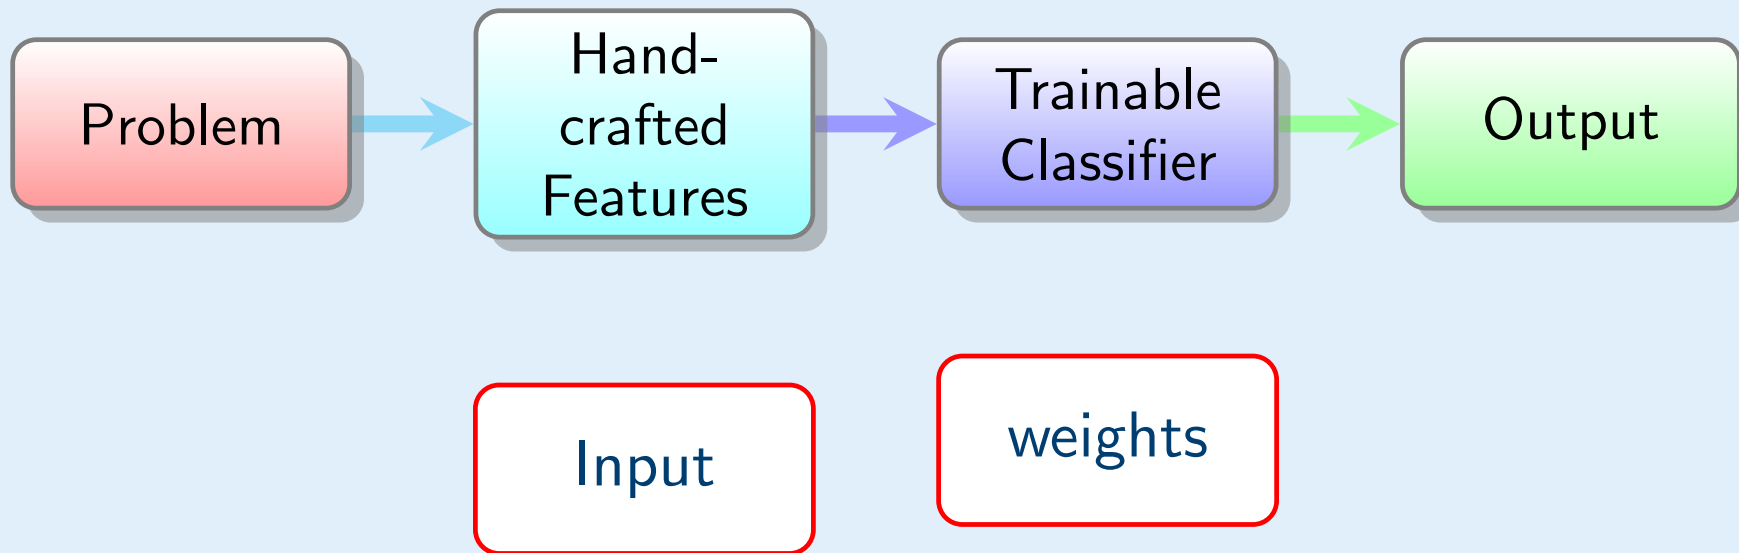 Problem
Hand-
crafted
Features
Trainable
Classifier
Output
Input
weights